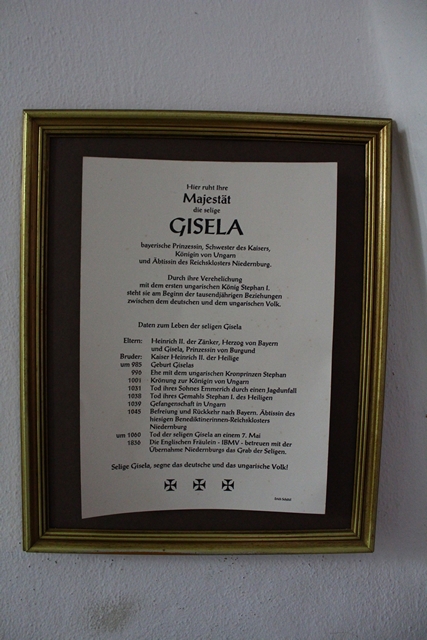 Hier ruht Ihre
Majestät
die selige
GISELA
bayerische Prinzessin, Schwester des Kaisers,
Königin von Ungarn
und Äbtissin des Reichsklosters Niedernburg.
Durch ihre Verehelichung
mit dem ersten ungarischen König Stephan I.
steht sie am Beginn der tausendjährigen Beziehungen
zwischen dem deutschen und dem ungarischen Volk.
Daten zum Leben der seligen Gisela
Eltern: Heinrich II. der Zänker, Herzog von Bayern
und Gisela, Prinzessin von Burgund
Bruder: Kaiser Heinrich II. der Heilige
um 985 Geburt Giselas
996 Ehe mit dem ungarischen Kronprinzen Stephan
1001 Krönung zur Königin von Ungarn
1031 Tod ihres Sohnes Emmerich durch einen Jagdunfall
1038 Tod ihres Gemahls Stephan I. des Heiligen
1039 Gefangenschaft in Ungarn
1045 Befreiung und Rückkehr nach Bayern. Äbtissin des
hiesigen Benediktinerinnen-Reichsklosters
Niedernburg
um 1060 Tod der seligen Gisela an einem 7. Mai
1836 Die Englischen Fräulein - IBMV - betreuen mit der
Übernahme Niedernburgs das Grab der Seligen.
Selige Gisela, segne das deutsche und das ungarische Volk!